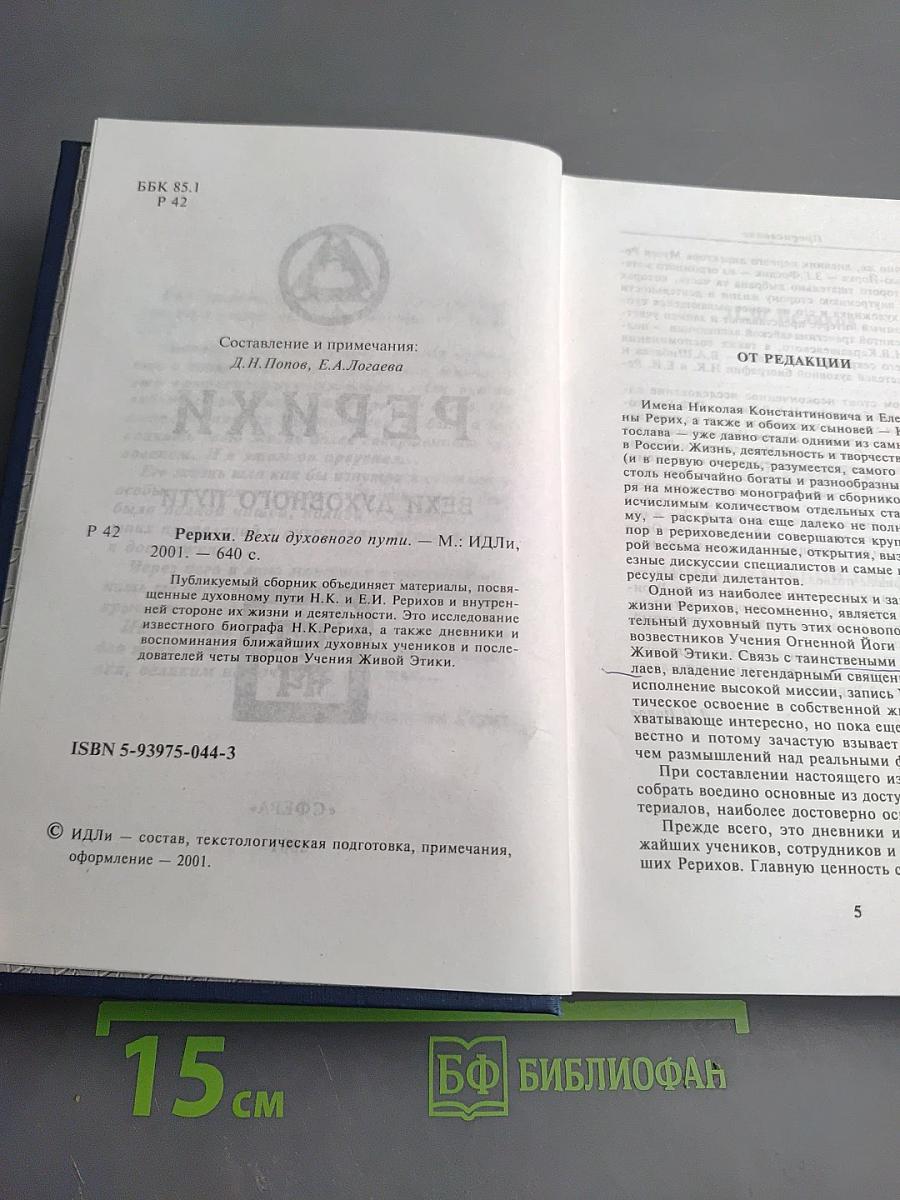 ББК 85.1
Р 42
Составление и примечания:
Д.Н.Попов, Е.А.Логаева
Р 42
Рерихи. Вехи духовного пути. — М.: ИДЛи,
2001. — 640 с.
Публикуемый сборник объединяет материалы, посвя-
щенные духовному пути Н.К. и Е.И. Рерихов и внутрен-
ней стороне их жизни и деятельности. Это исследование
известного биографа Н.К.Рериха, а также дневники и
воспоминания ближайших духовных учеников и после-
дователей четы творцов Учения Живой Этики.
ISBN 5-93975-044-3
© ИДЛи — состав, текстологическая подготовка, примечания,
оформление — 2001.
ОТ РЕДАКЦИИ
Имена Николая Константиновича и Еле
ны Рерих, а также и обоих их сыновей —
тослава — уже давно стали одними из сам
в России. Жизнь, деятельность и творчеств
(и в первую очередь, разумеется, самого
столь необычайно богаты и разнообразны
ря на множество монографий и сборнико
исчислимым количеством отдельных ста
му, — раскрыта она еще далеко не полн
пор в рериховедении совершаются круп
рой весьма неожиданные, открытия, выз
езные дискуссии специалистов и самые
ресуды среди дилетантов.
Одной из наиболее интересных и за
жизни Рерихов, несомненно, является
тельный духовный путь этих основопо
возвестников Учения Огненной Йоги
Живой Этики. Связь с таинствеными
лаев, владение легендарными священ
исполнение высокой миссии, запись
тическое освоение в собственной жи
хватывающе интересно, но пока еще
вестно и потому зачастую взывает
чем размышлений над реальными ф
При составлении настоящего из
собрать воедино основные из досту
териалов, наиболее достоверно ос
Прежде всего, это дневники и
жайших учеников, сотрудников и
ших Рерихов. Главную ценность с
5
15 см
БФ БИБЛИОФАН